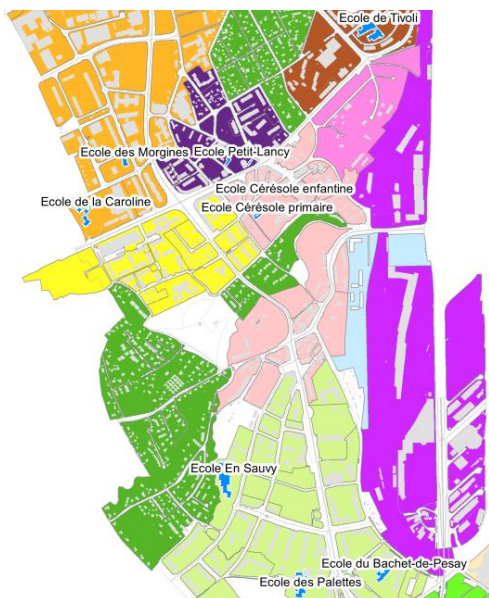 Ecole de Tivoli
Ecole des Morgines
Ecole Petit-Lancy
Ecole Cérésole enfantine
Ecole de la Caroline
Ecole Cérésole primaire
Ecole En Sauvy
Ecole du Bachet-de-Pesay
Ecole des Palettes